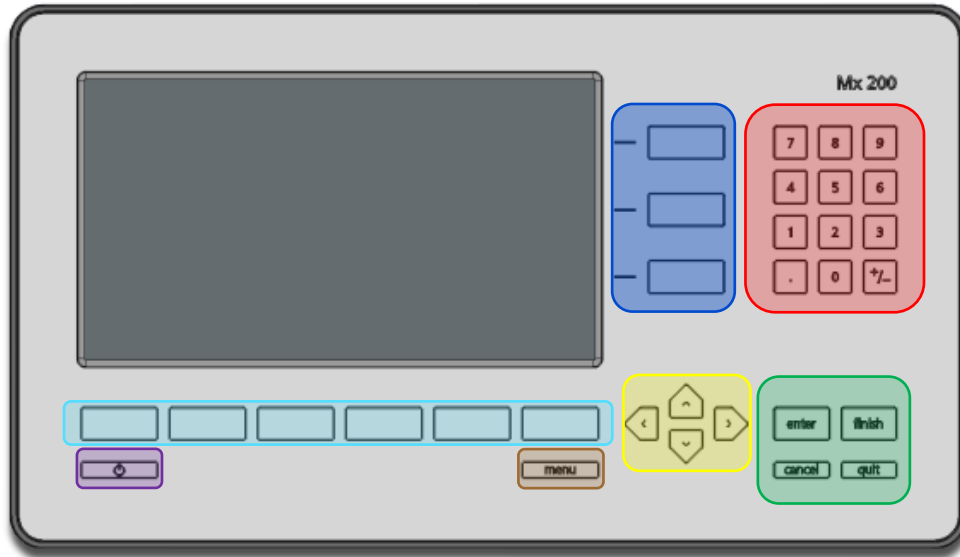 Mx 200
7 8 9
4 5 6
1 2 3
. 0 +/-
enter finish
cancel quit
menu